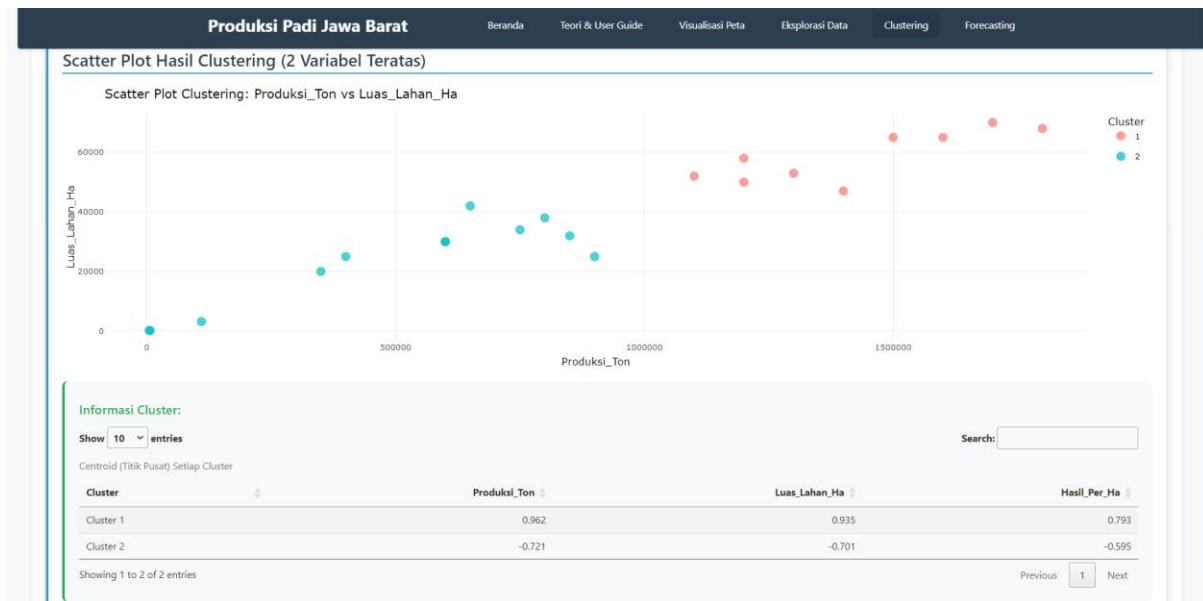 Produksi Padi Jawa Barat Beranda Teori & User Guide Visualisasi Peta Eksplorasi Data Clustering Forecasting
Scatter Plot Hasil Clustering (2 Variabel Teratas)
Scatter Plot Clustering: Produksi_Ton vs Luas_Lahan_Ha
Cluster
1
2
60000
40000
20000
0
Luas_Lahan_Ha
0 500000 1000000 1500000
Produksi_Ton
Informasi Cluster:
Show 10 entries Search:
Centroid (Titik Pusat) Setiap Cluster
Cluster Produksi_Ton Luas_Lahan_Ha Hasil_Per_Ha
Cluster 1 0.962 0.935 0.793
Cluster 2 -0.721 -0.701 -0.595
Showing 1 to 2 of 2 entries Previous 1 Next